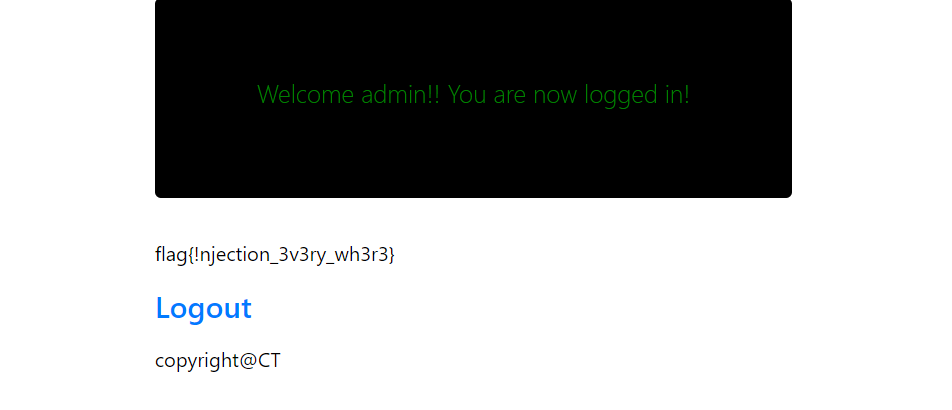 Welcome admin!! You are now logged in!
flag{!njection_3v3ry_wh3r3}
Logout
copyright@CT